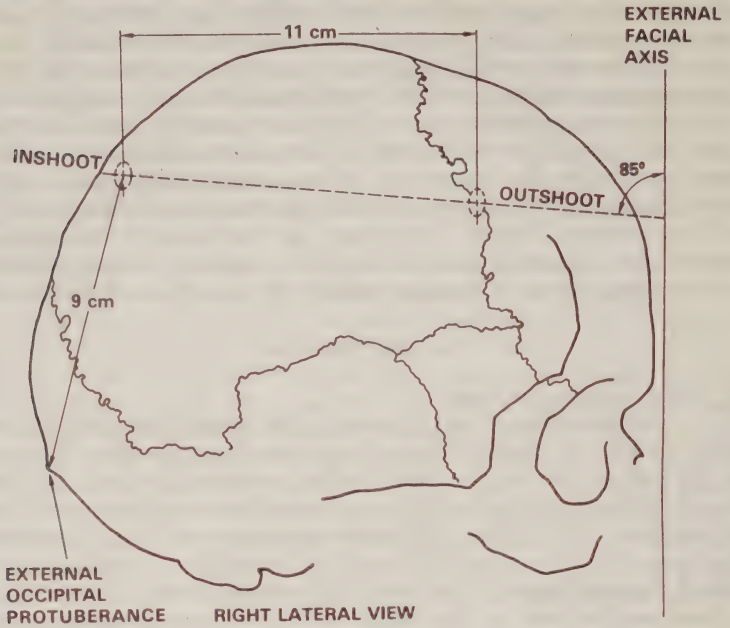 EXTERNAL
FACIAL
AXIS
11 cm
85°
INSHOOT
OUTSHOOT
9 cm
EXTERNAL
OCCIPITAL
PROTUBERANCE
RIGHT LATERAL VIEW